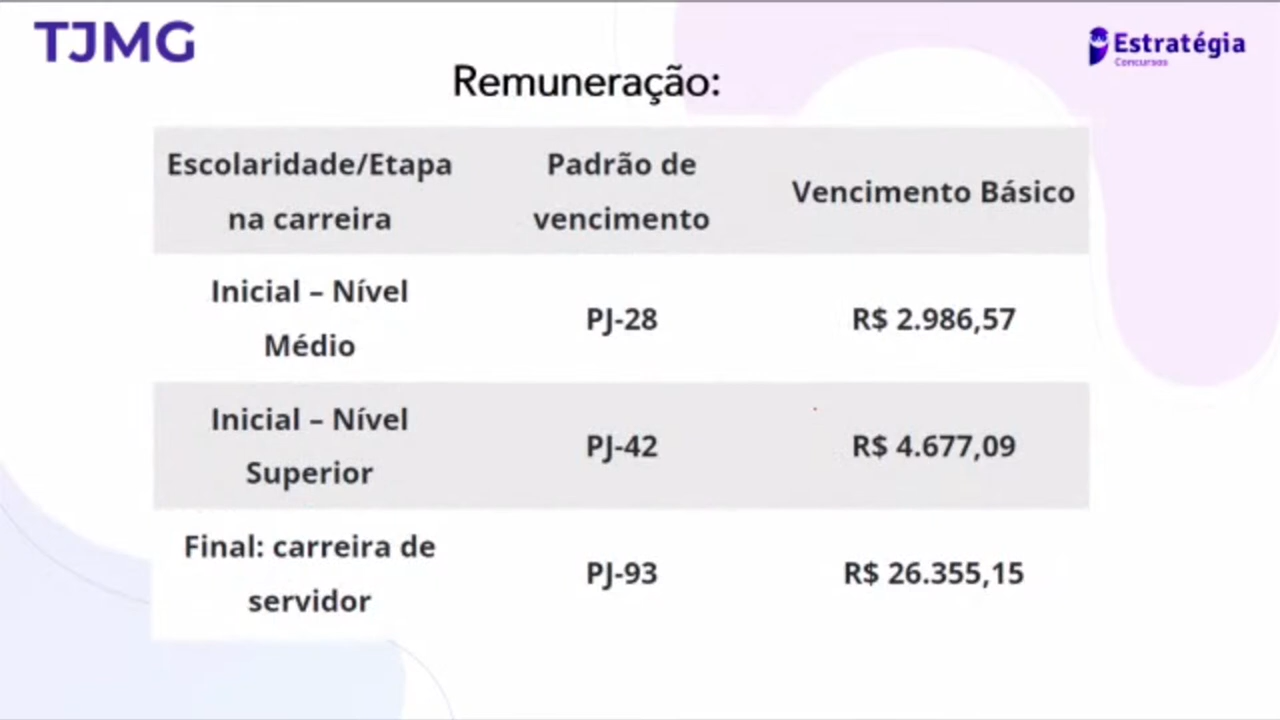 TJMG
Estratégia
Concursos
Remuneração:
Escolaridade/Etapa
na carreira
Padrão de
vencimento
Vencimento Básico
Inicial – Nível
Médio
PJ-28
R$ 2.986,57
Inicial – Nível
Superior
PJ-42
R$ 4.677,09
Final: carreira de
servidor
PJ-93
R$ 26.355,15